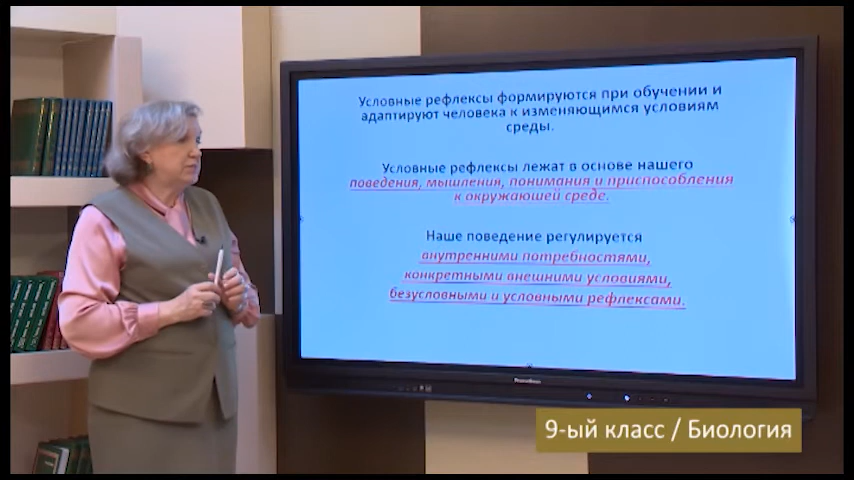 Условные рефлексы формируются при обучении и
адаптируют человека к изменяющимся условиям
среды.
Условные рефлексы лежат в основе нашего
поведения, мышления, понимания и приспособления
к окружающей среде.
Наше поведение регулируется
внутренними потребностями,
конкретными внешними условиями,
безусловными и условными рефлексами.
Promethean
9-ый класс / Биология